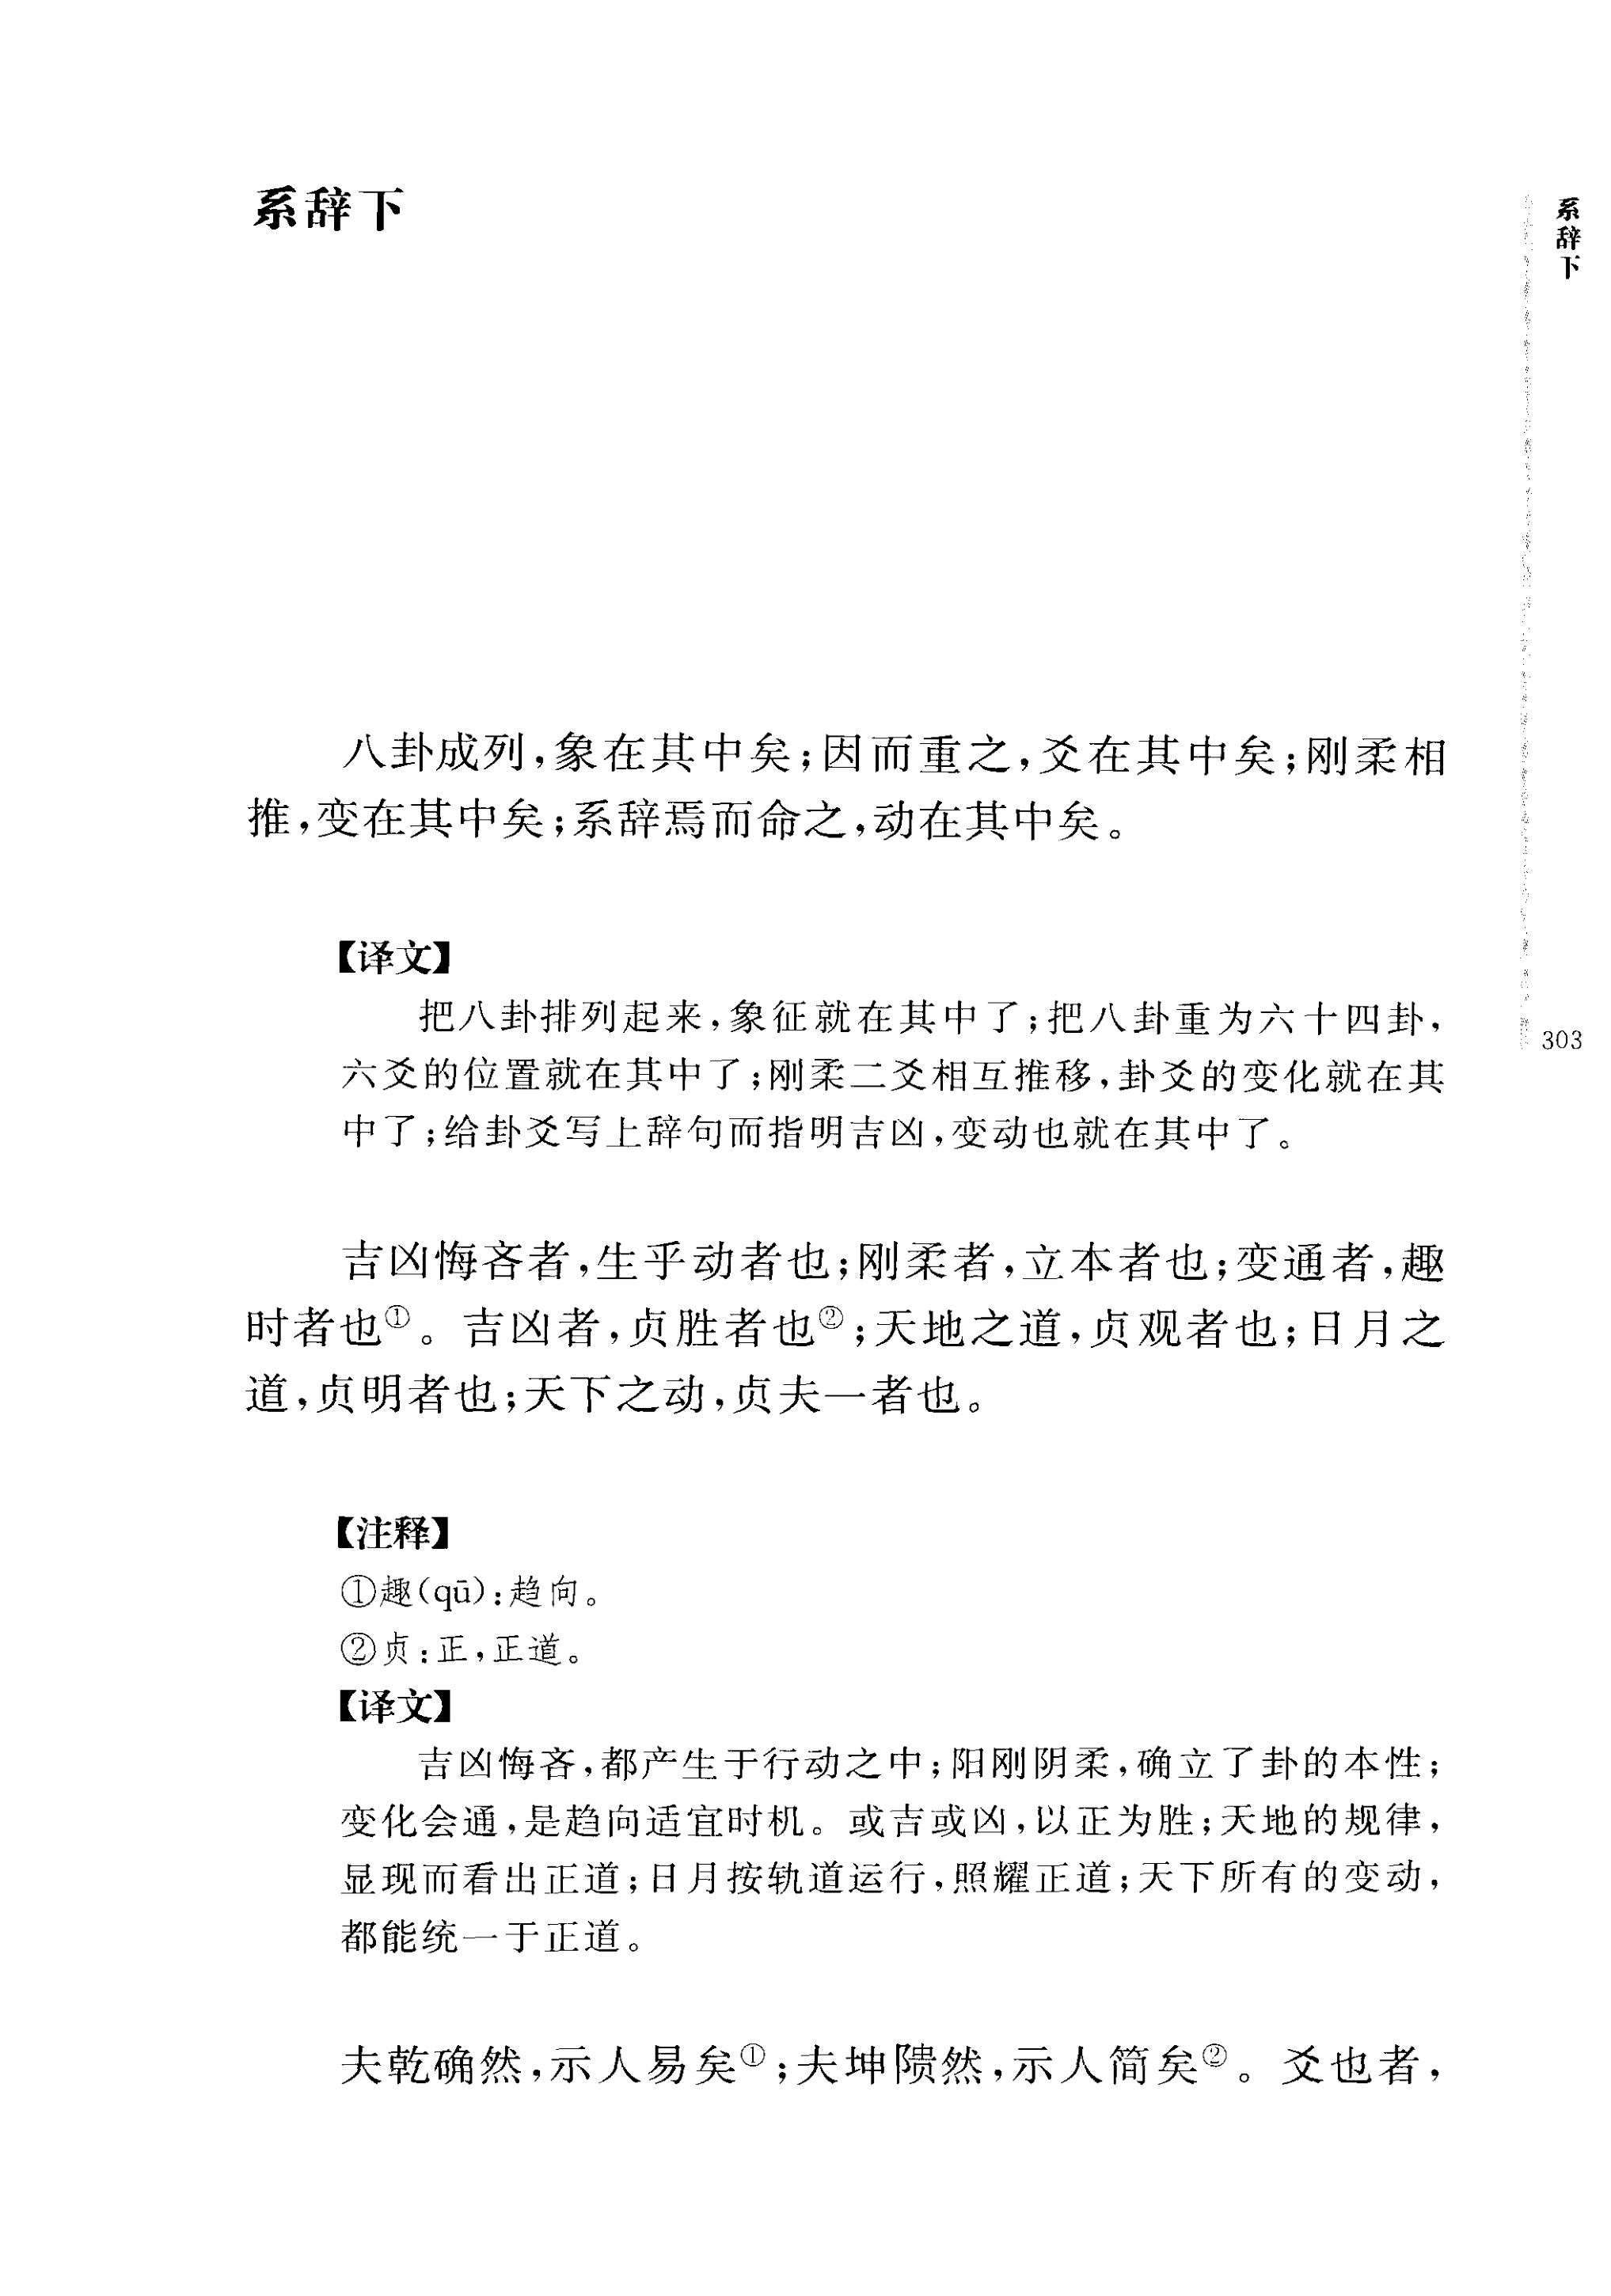 系辞下
八卦成列，象在其中矣；因而重之，爻在其中矣；刚柔相
推，变在其中矣；系辞焉而命之，动在其中矣。
【译文】
把八卦排列起来，象征就在其中了；把八卦重为六十四卦，
六爻的位置就在其中了；刚柔二爻相互推移，卦爻的变化就在其
中了；给卦爻写上辞句而指明吉凶，变动也就在其中了。
吉凶悔吝者，生乎动者也；刚柔者，立本者也；变通者，趣
时者也①。吉凶者，贞胜者也②；天地之道，贞观者也；日月之
道，贞明者也；天下之动，贞夫一者也。
【注释】
①趣(qū)：趋向。
②贞：正，正道。
【译文】
吉凶悔吝，都产生于行动之中；阳刚阴柔，确立了卦的本性；
变化会通，是趋向适宜时机。或吉或凶，以正为胜；天地的规律，
显现而看出正道；日月按轨道运行，照耀正道；天下所有的变动，
都能统一于正道。
夫乾确然，示人易矣①；夫坤隤然，示人简矣②。爻也者，
系辞下
303